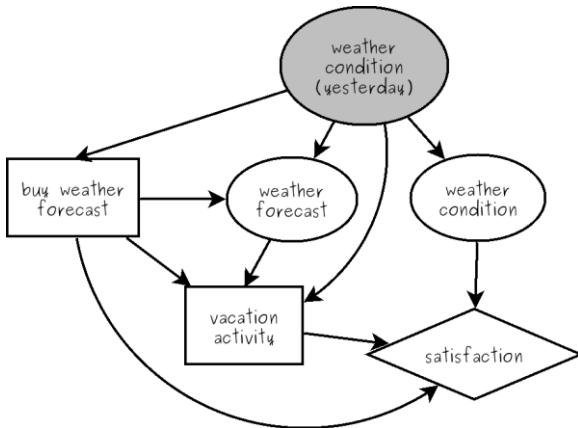 weather
condition
(yesterday)
buy weather
forecast
weather
forecast
weather
condition
vacation
activity
satisfaction